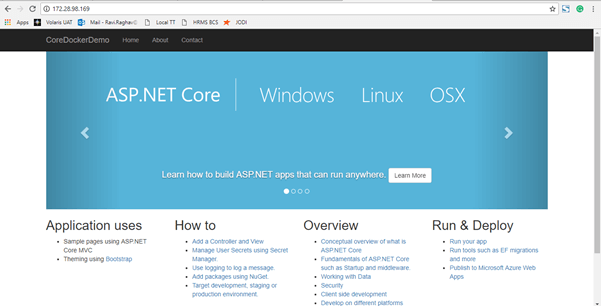 172.28.98.169
Apps Volaris UAT Mail - Ravi.Raghav@ Local TT HRMS BCS JODI
CoreDockerDemo Home About Contact
ASP.NET Core Windows Linux OSX
Learn how to build ASP.NET apps that can run anywhere. Learn More
Application uses
Sample pages using ASP.NET
Core MVC
Theming using Bootstrap
How to
Add a Controller and View
Manage User Secrets using Secret
Manager.
Use logging to log a message.
Add packages using NuGet.
Target development, staging or
production environment.
Overview
Conceptual overview of what is
ASP.NET Core
Fundamentals of ASP.NET Core
such as Startup and middleware.
Working with Data
Security
Client side development
Develop on different platforms
Run & Deploy
Run your app
Run tools such as EF migrations
and more
Publish to Microsoft Azure Web
Apps